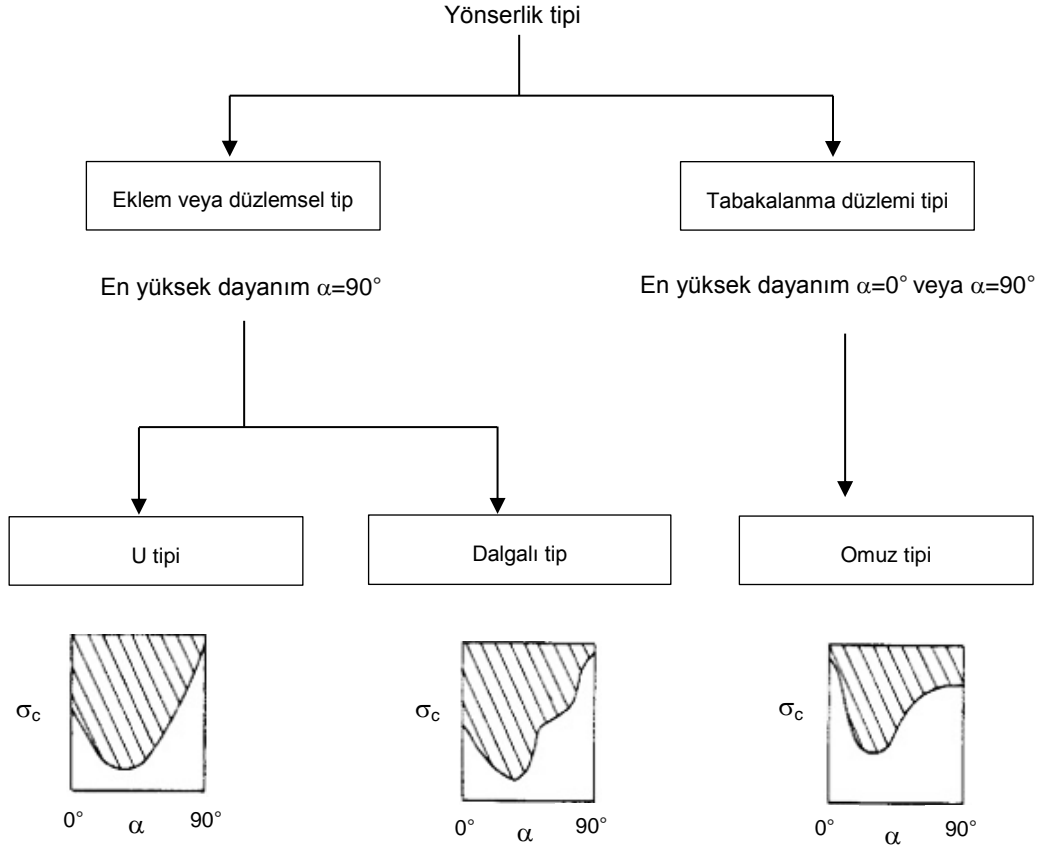 Yönserlik tipi
Eklem veya düzlemsel tip
Tabakalanma düzlemi tipi
En yüksek dayanım α=90°
En yüksek dayanım α=0° veya α=90°
U tipi
Dalgalı tip
Omuz tipi
σc
σc
σc
0° α 90°
0° α 90°
0° α 90°